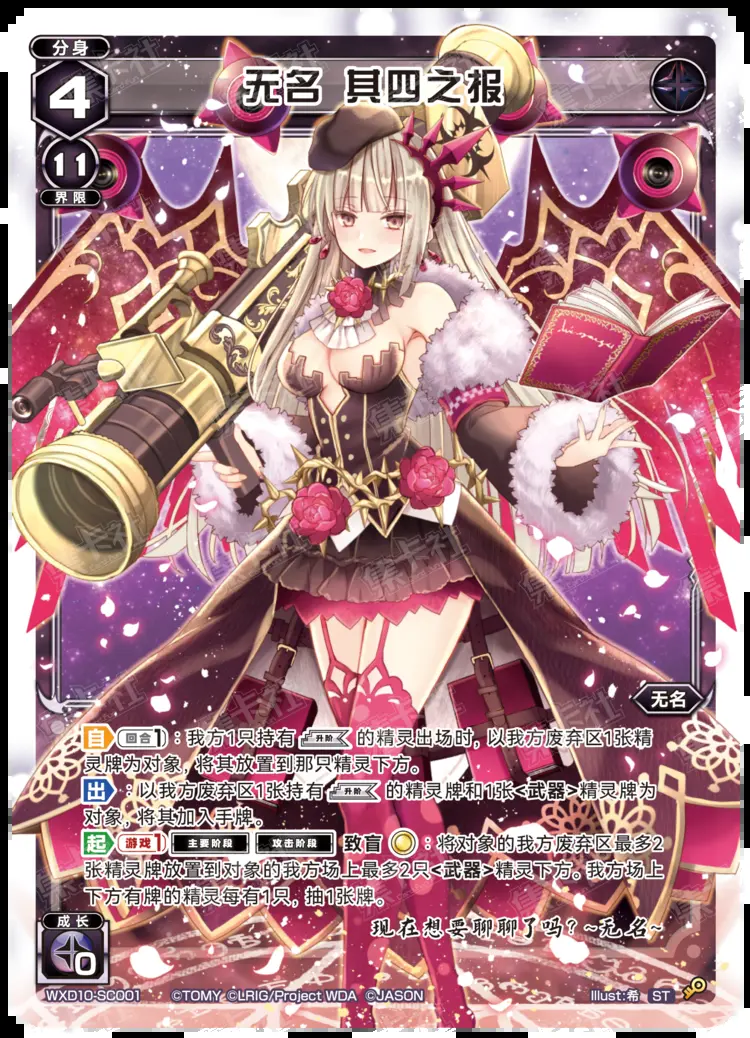 分身
4
无名 其四之报
11
界限
无名
自 回合1 ：我方1只持有 升阶 的精灵出场时, 以我方废弃区1张精
灵牌为对象, 将其放置到那只精灵下方。
出 ：以我方废弃区1张持有 升阶 的精灵牌和1张<武器>精灵牌为
对象, 将其加入手牌。
起 游戏1 主要阶段 攻击阶段 致盲 ：将对象的我方废弃区最多2
张精灵牌放置到对象的我方场上最多2只<武器>精灵下方。我方场上
下方有牌的精灵每有1只, 抽1张牌。
现在想要聊聊了吗? ~无名~
成长
0
WXD10-SC001 ©TOMY ©LRIG/Project WDA ©JASON Illust:希 ST
集卡社